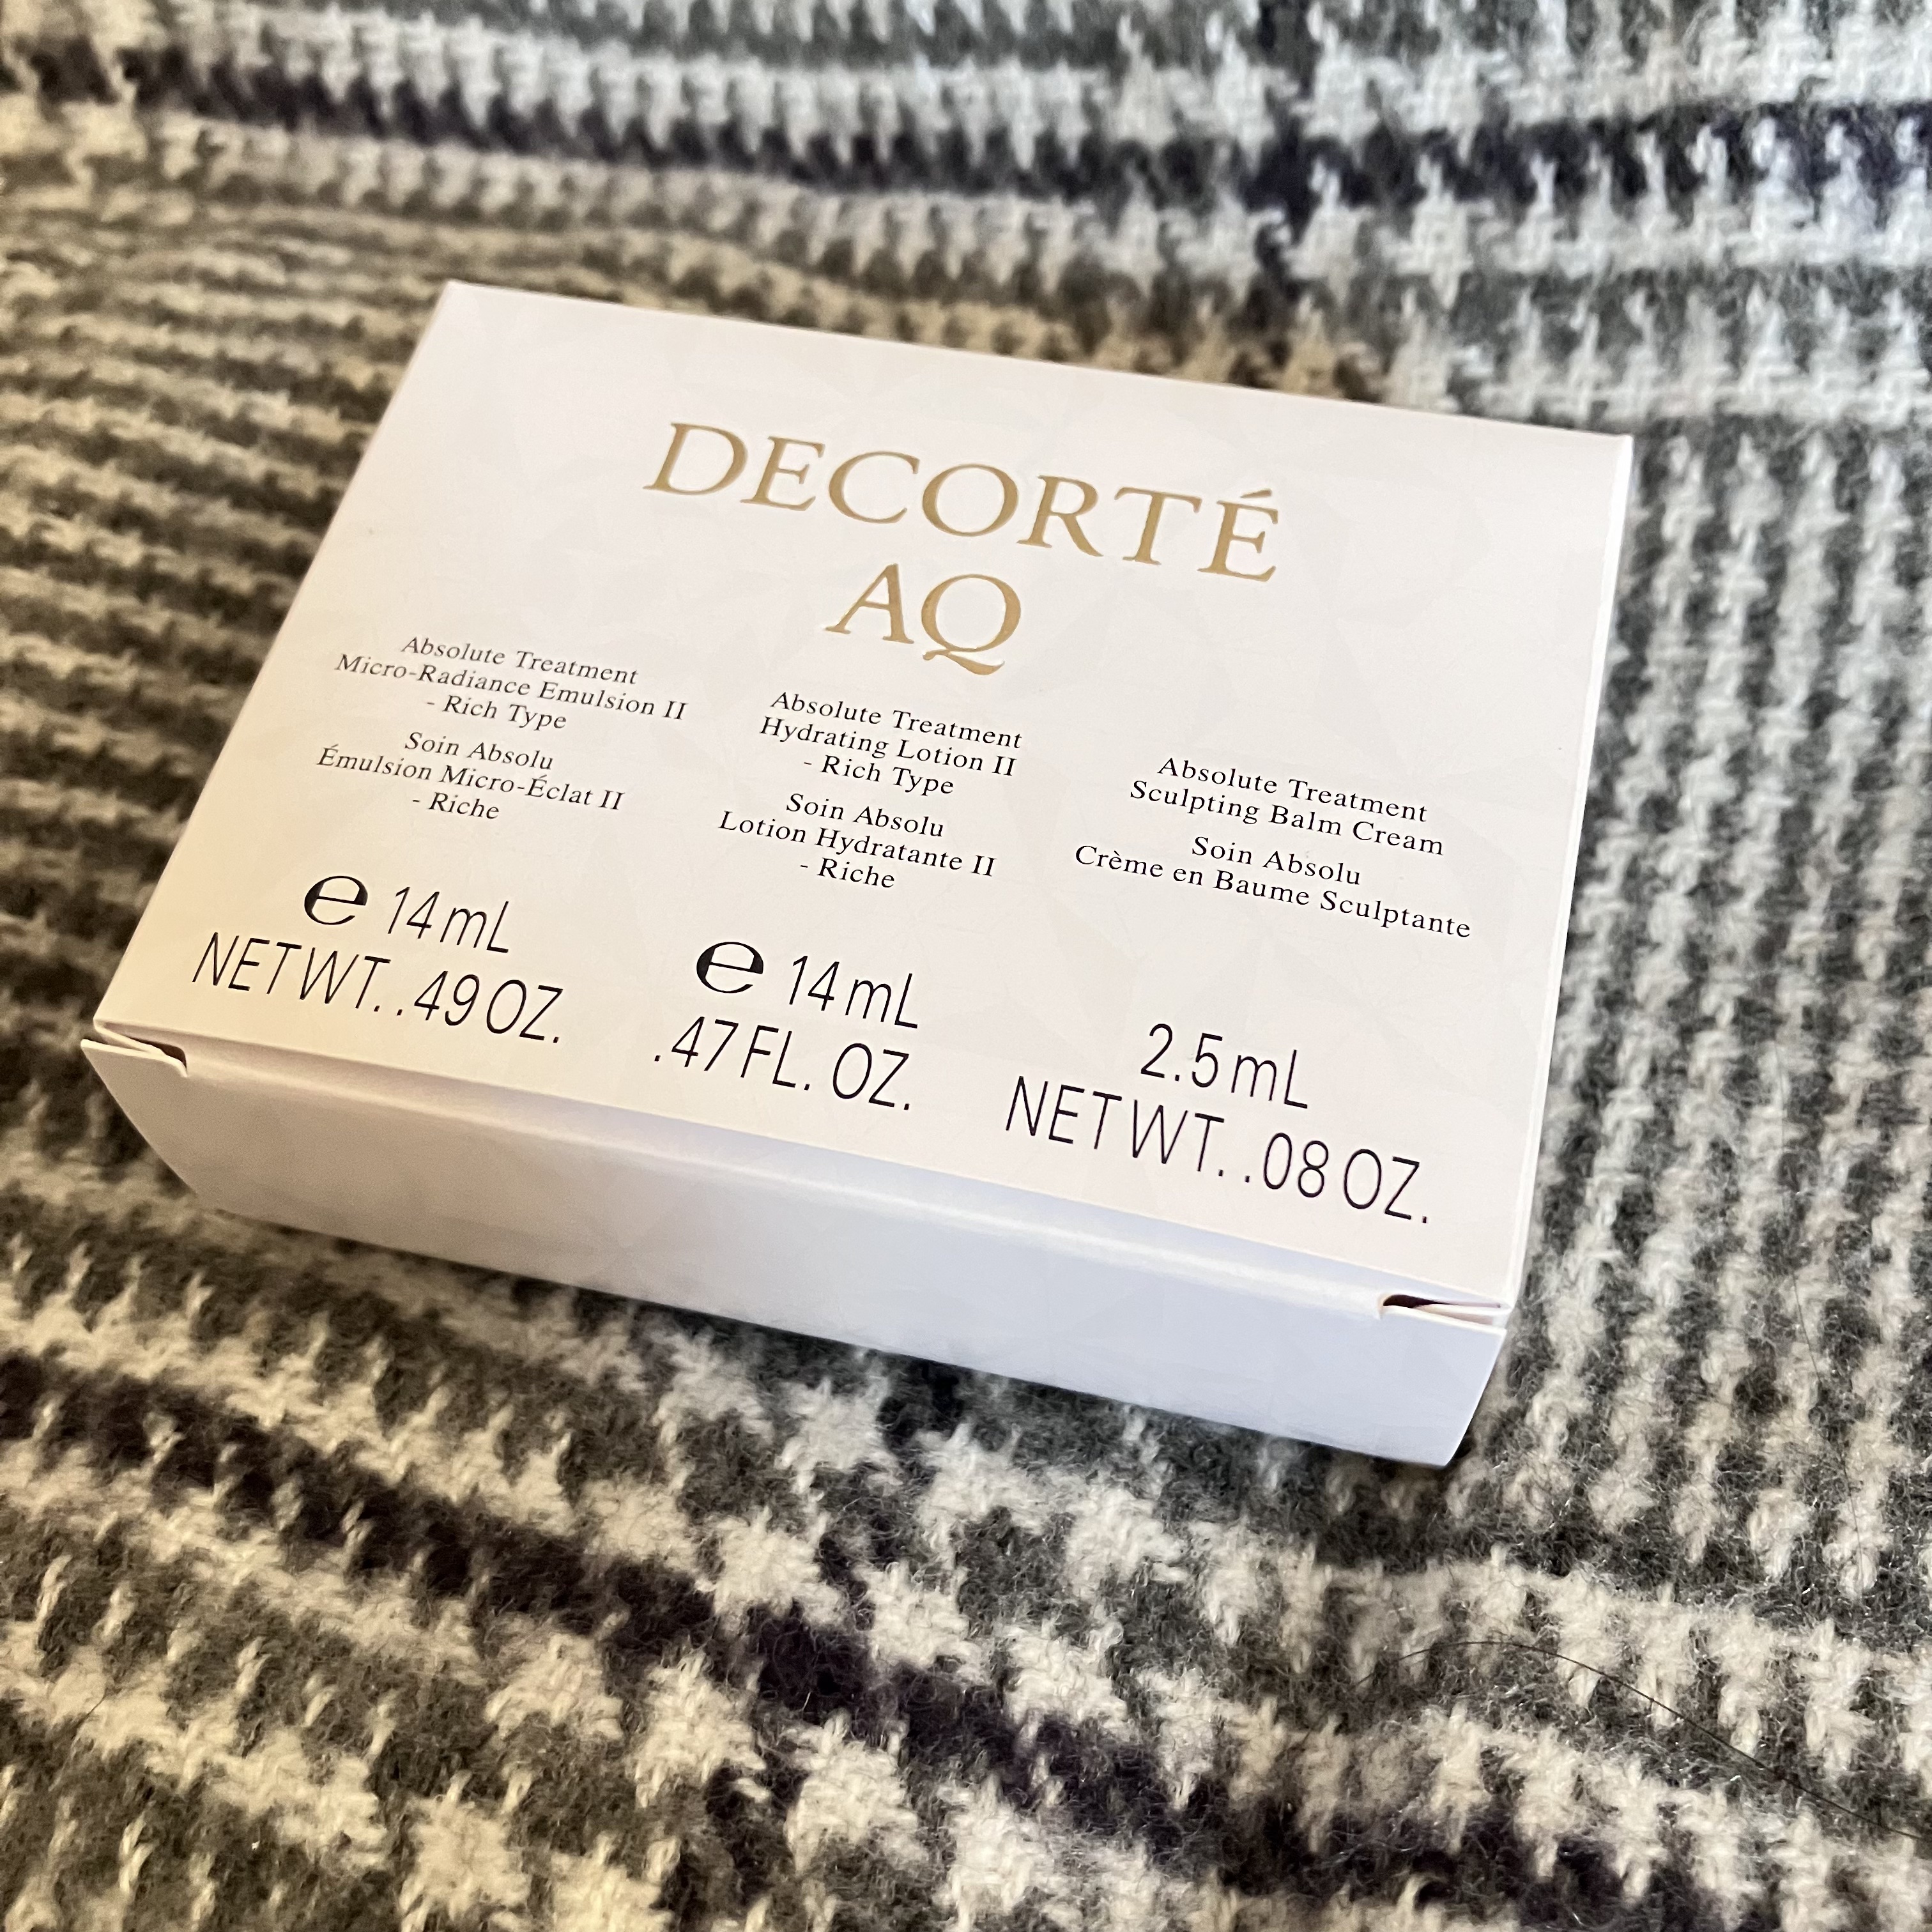 DECORTÉ
AQ
Absolute Treatment
Micro-Radiance Emulsion II
- Rich Type
Soin Absolu
Émulsion Micro-Éclat II
- Riche
℮ 14mL
NET WT. .49 OZ.
Absolute Treatment
Hydrating Lotion II
- Rich Type
Soin Absolu
Lotion Hydratante II
- Riche
℮ 14mL
.47 FL. OZ.
Absolute Treatment
Sculpting Balm Cream
Soin Absolu
Crème en Baume Sculptante
2.5mL
NET WT. .08 OZ.